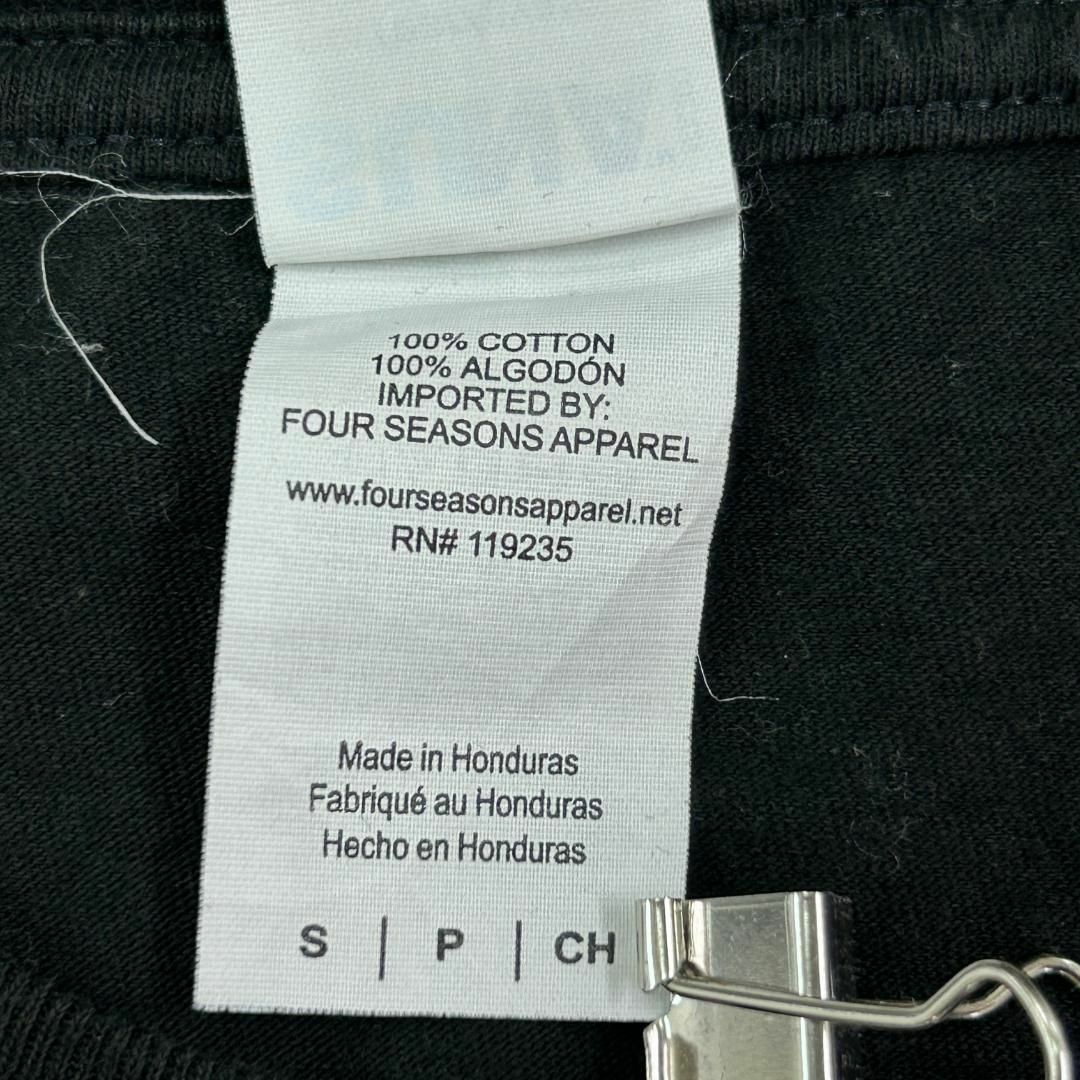 100% COTTON
100% ALGODÓN
IMPORTED BY:
FOUR SEASONS APPAREL
www.fourseasonsapparel.net
RN# 119235
Made in Honduras
Fabriqué au Honduras
Hecho en Honduras
S | P | CH